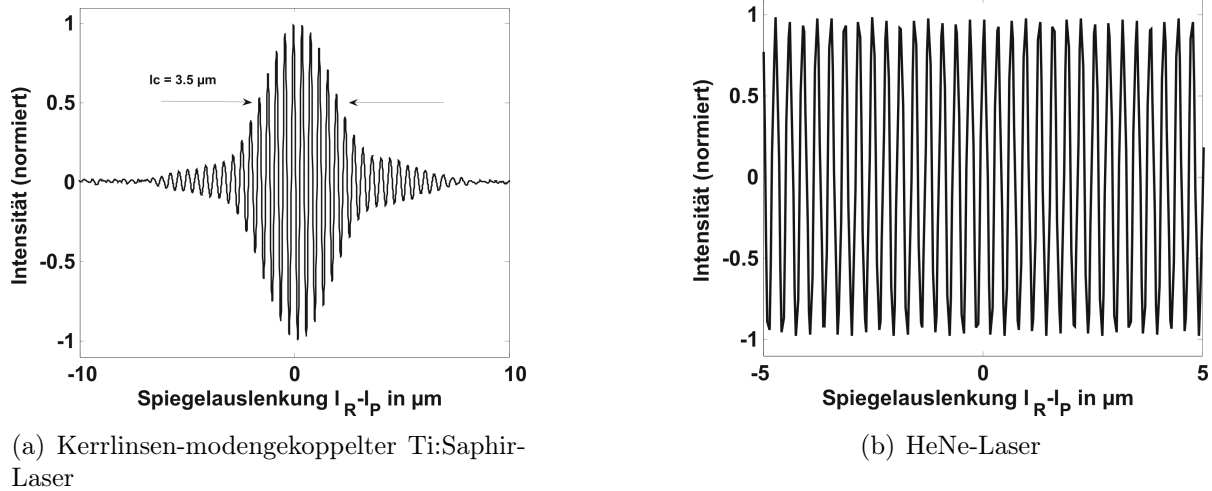 1
0.5
0
-0.5
-1
lc = 3.5 µm
Intensität (normiert)
-10 0 10
Spiegelauslenkung l_R-l_P in µm
(a) Kerrlinsen-modengekoppelter Ti:Saphir-
Laser
1
0.5
0
-0.5
-1
Intensität (normiert)
-5 0 5
Spiegelauslenkung l_R-l_P in µm
(b) HeNe-Laser